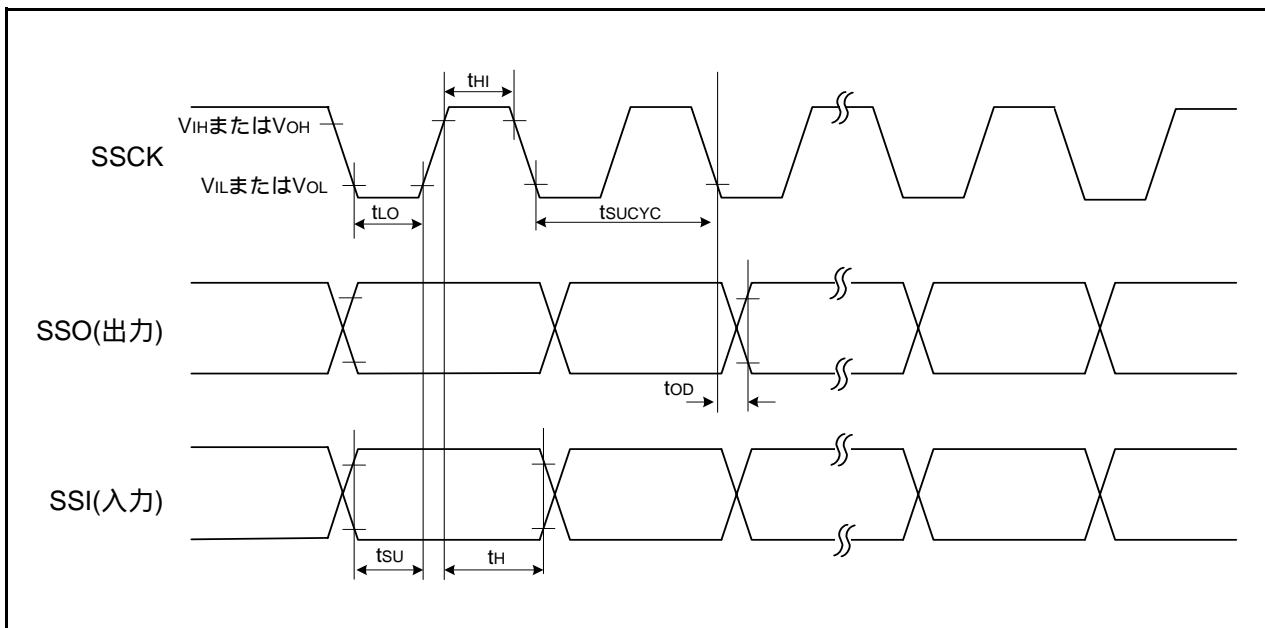 tHI
VIHまたはVOH
SSCK
VILまたはVOL
tLO
tSUCYC
SSO(出力)
tOD
SSI(入力)
tSU
tH